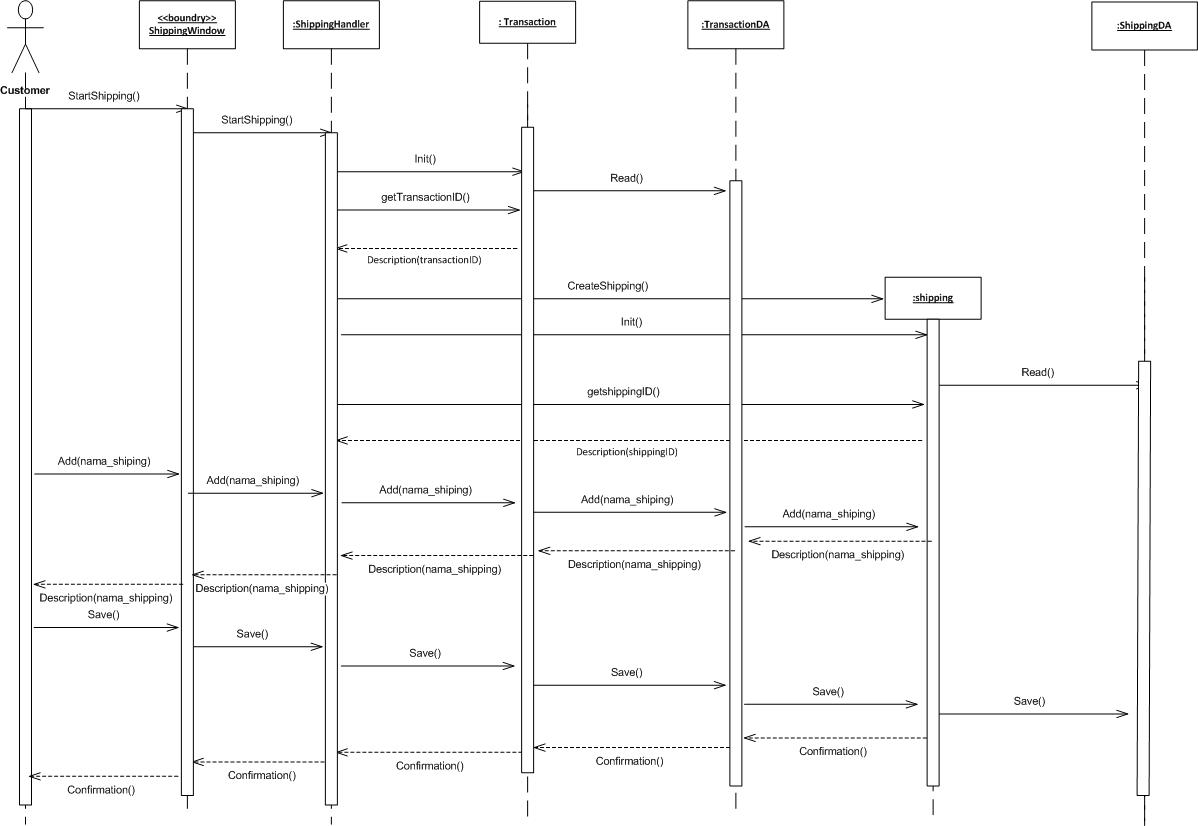 <<boundry>>
ShippingWindow
:ShippingHandler
: Transaction
:TransactionDA
:ShippingDA
Customer
StartShipping()
StartShipping()
Init()
Read()
getTransactionID()
Description(transactionID)
CreateShipping()
:shipping
Init()
Read()
getshippingID()
Description(shippingID)
Add(nama_shiping)
Add(nama_shiping)
Add(nama_shiping)
Add(nama_shiping)
Add(nama_shiping)
Description(nama_shipping)
Description(nama_shipping)
Description(nama_shipping)
Description(nama_shipping)
Description(nama_shipping)
Save()
Save()
Save()
Save()
Save()
Save()
Confirmation()
Confirmation()
Confirmation()
Confirmation()
Confirmation()